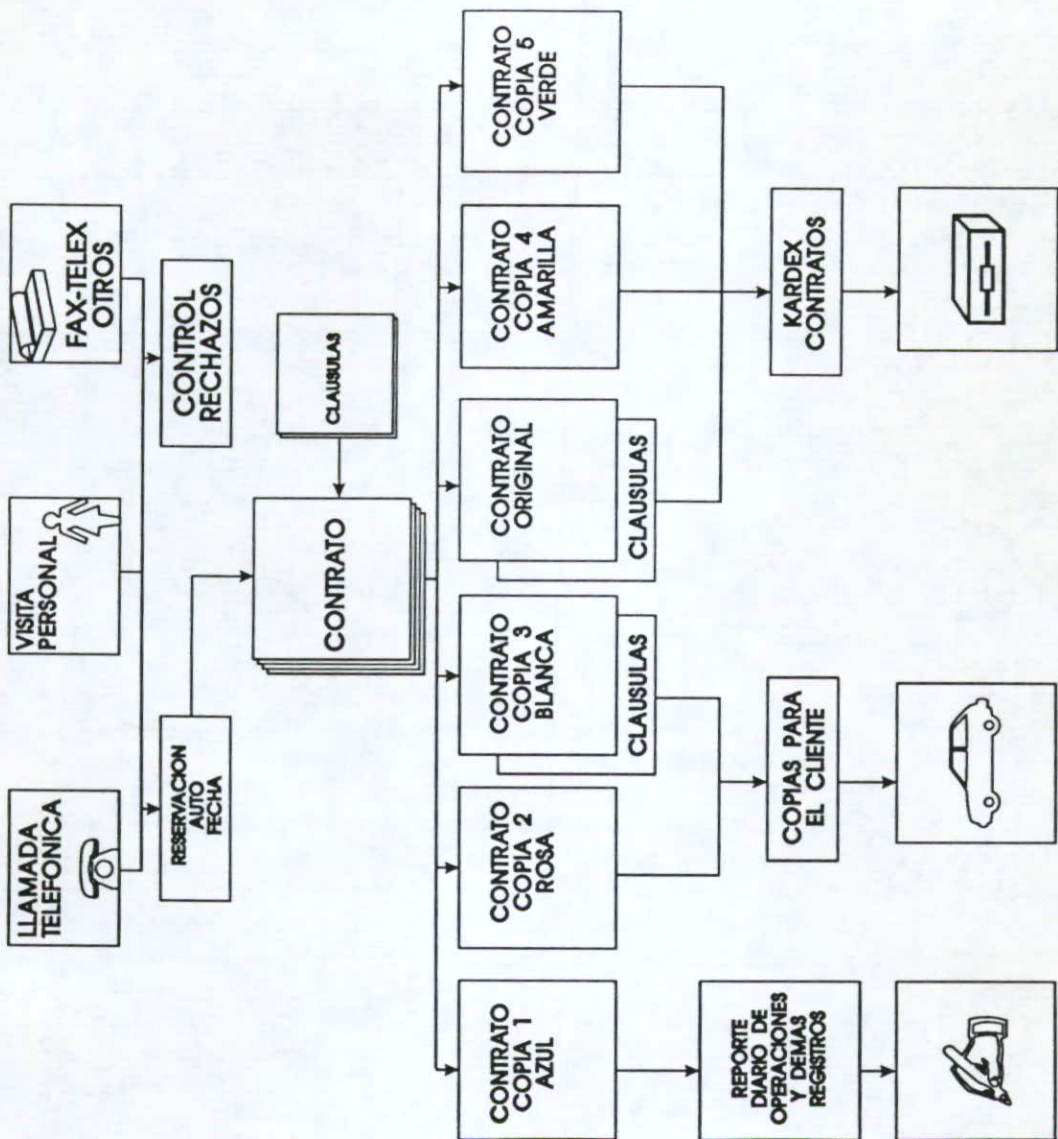 LLAMADA
TELEFONICA
VISITA
PERSONAL
FAX-TELEX
OTROS
RESERVACION
AUTO
FECHA
CONTROL
RECHAZOS
CONTRATO
CLAUSULAS
CONTRATO
COPIA 1
AZUL
CONTRATO
COPIA 2
ROSA
CONTRATO
COPIA 3
BLANCA
CLAUSULAS
CONTRATO
ORIGINAL
CLAUSULAS
CONTRATO
COPIA 4
AMARILLA
CONTRATO
COPIA 5
VERDE
REPORTE
DIARIO DE
OPERACIONES
Y DEMAS
REGISTROS
COPIAS PARA
EL CLIENTE
KARDEX
CONTRATOS